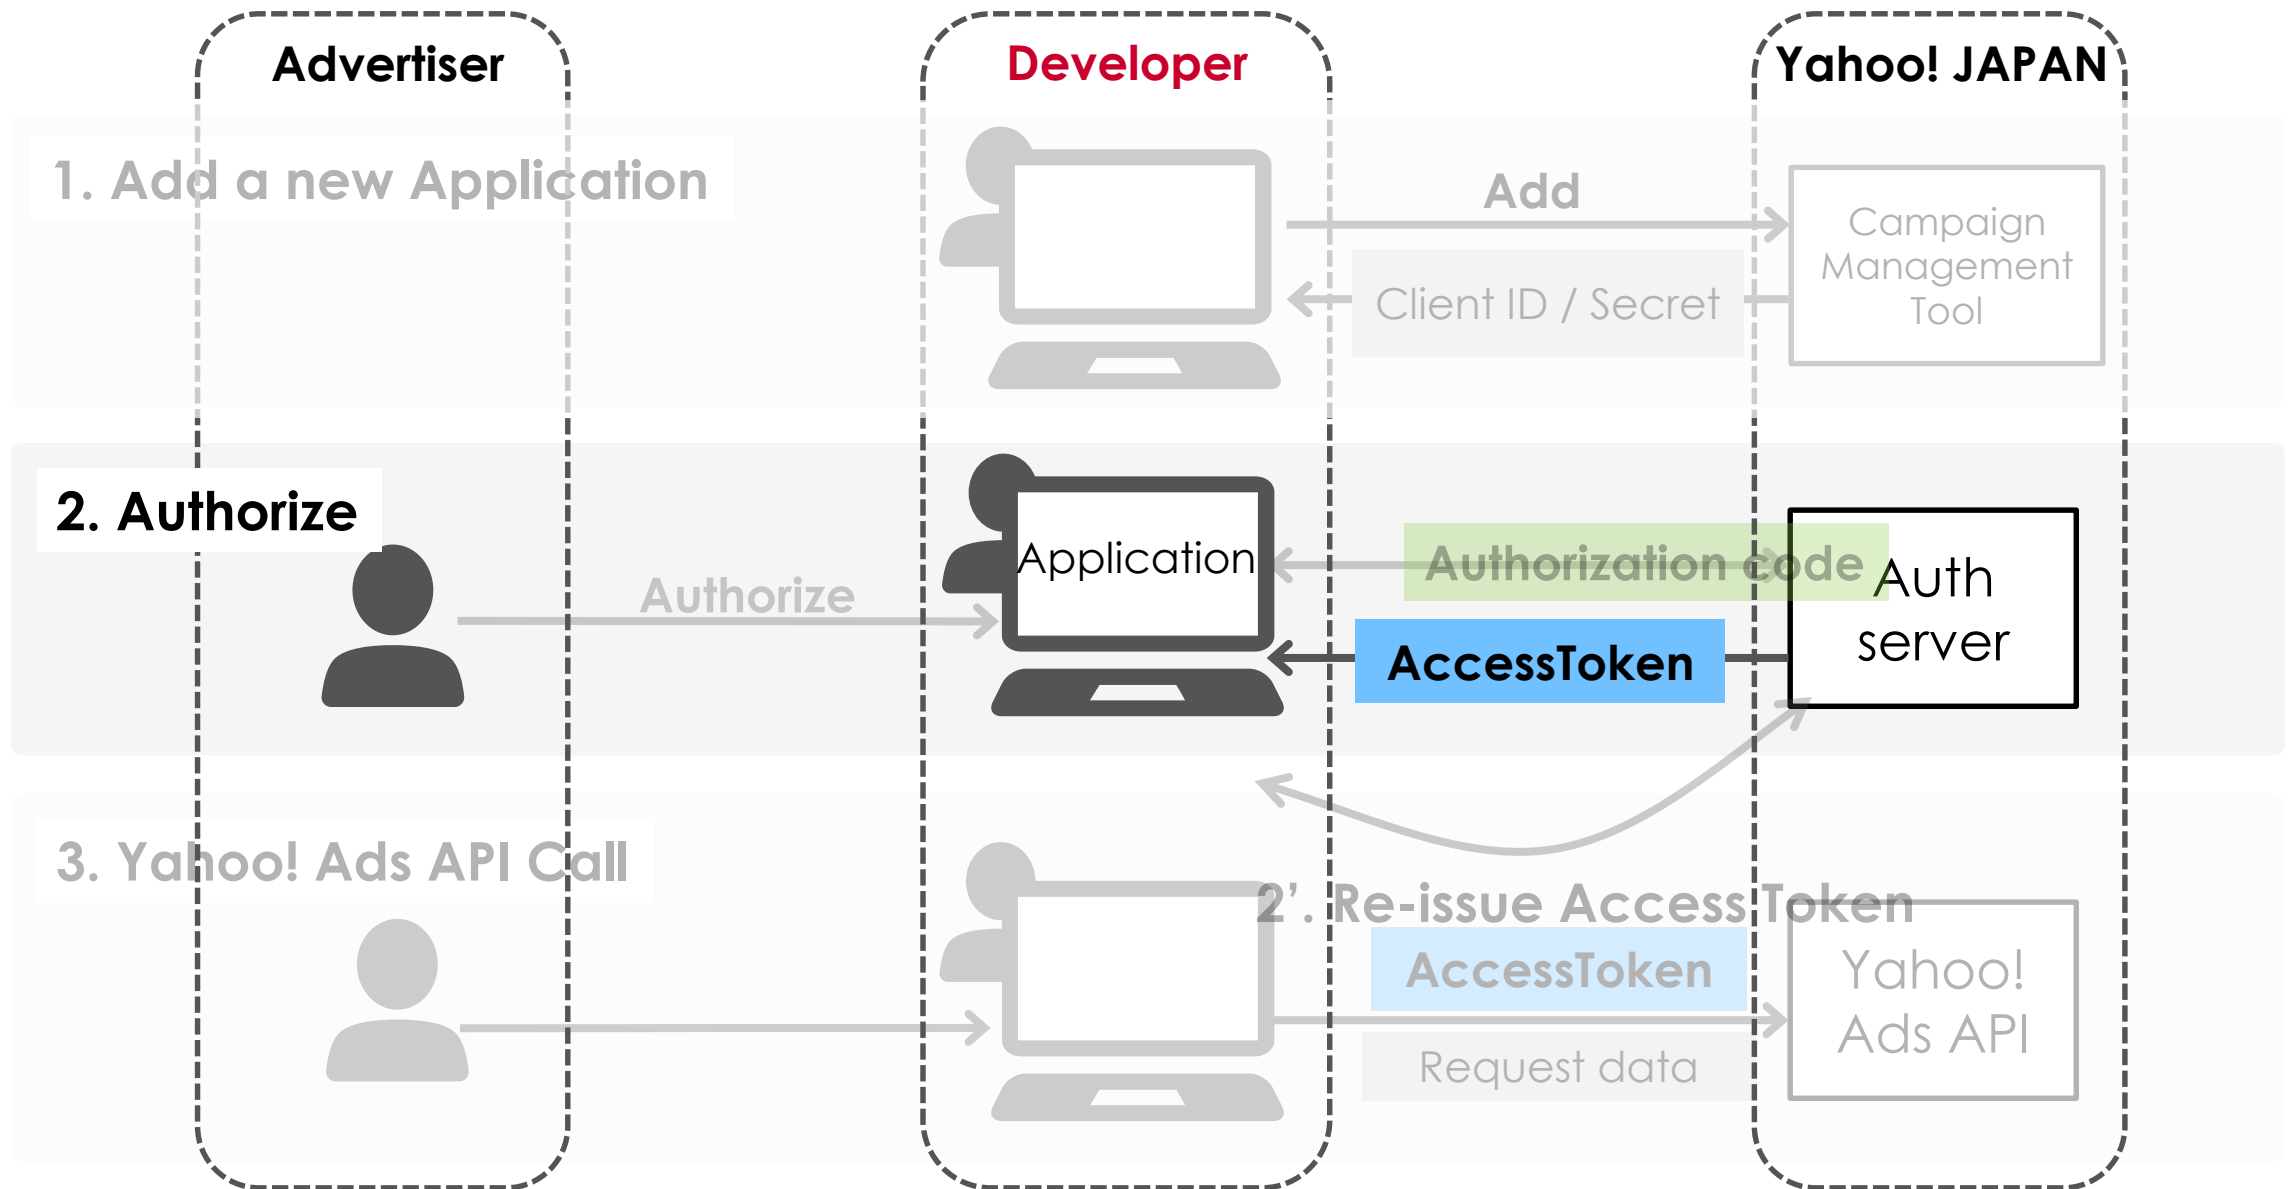 Advertiser
Developer
Yahoo! JAPAN
1. Add a new Application
Add
Campaign
Management
Tool
Client ID / Secret
2. Authorize
Authorize
Application
Authorization code
Auth
server
AccessToken
3. Yahoo! Ads API Call
2’. Re-issue Access Token
AccessToken
Yahoo!
Ads API
Request data